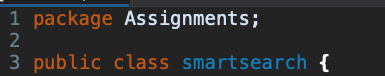 1 package Assignments;
2
3 public class smartsearch {